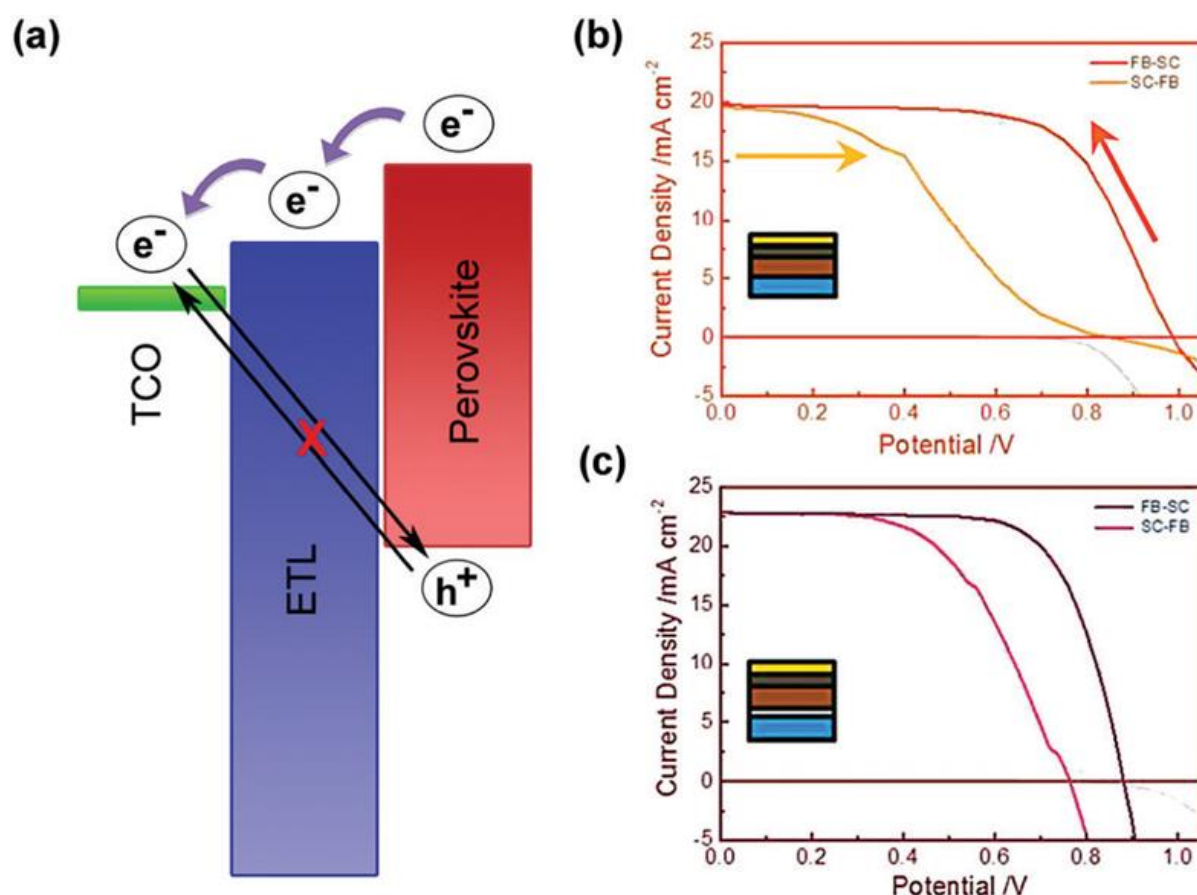 (a)
e-
e-
e-
TCO
ETL
Perovskite
X
h+
(b)
25
20
15
10
5
0
-5
0.0 0.2 0.4 0.6 0.8 1.0
Current Density /mA cm-2
Potential /V
FB-SC
SC-FB
(c)
25
20
15
10
5
0
-5
0.0 0.2 0.4 0.6 0.8 1.0
Current Density /mA cm-2
Potential /V
FB-SC
SC-FB